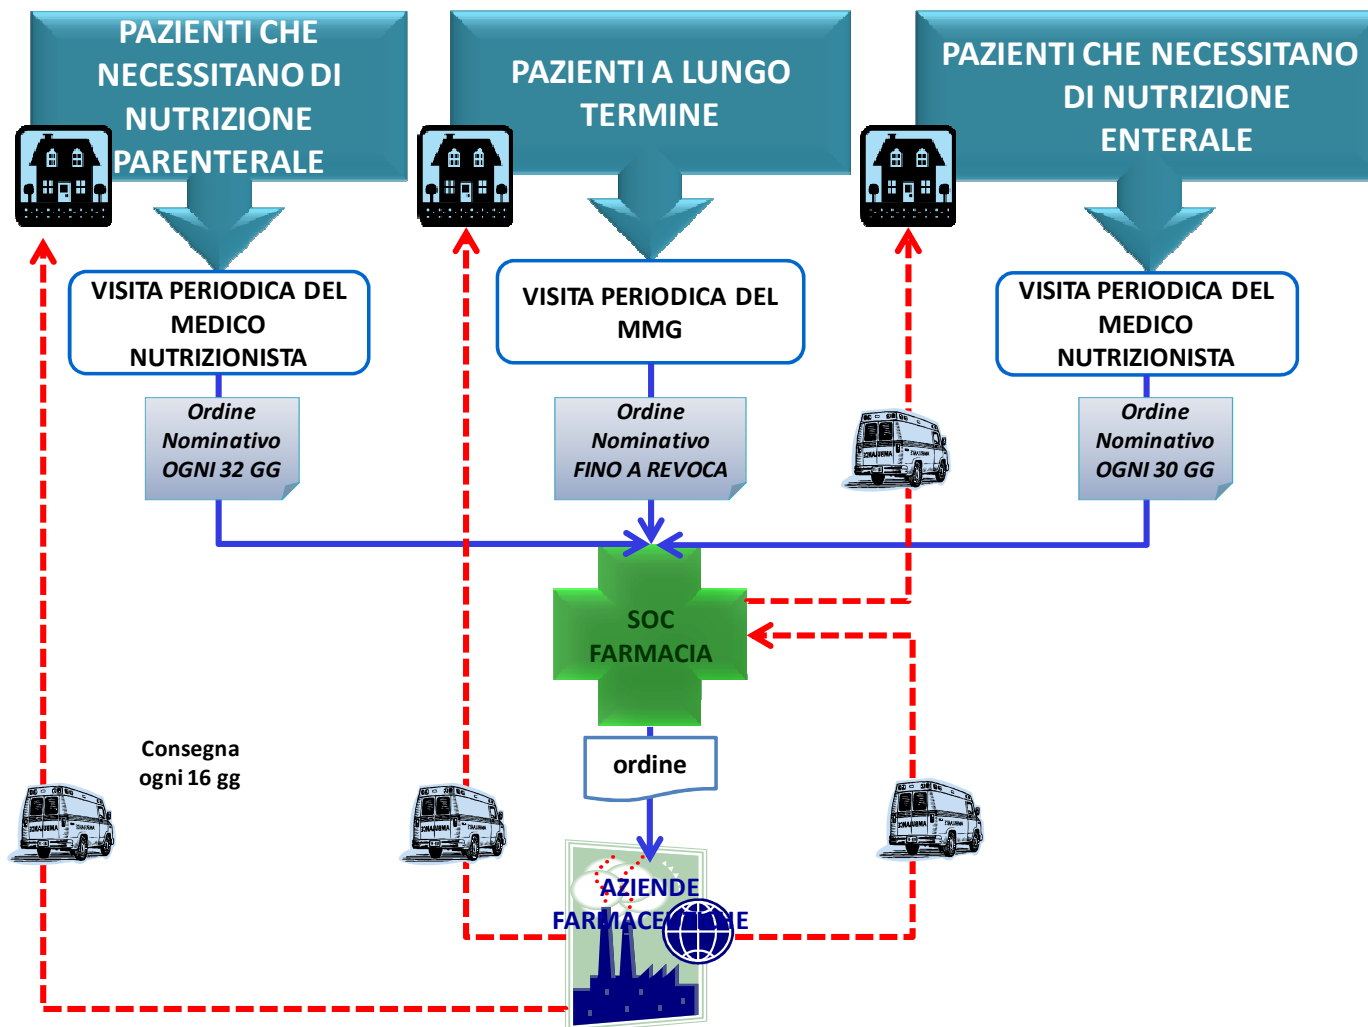 PAZIENTI CHE
NECESSITANO DI
NUTRIZIONE
PARENTERALE
PAZIENTI A LUNGO
TERMINE
PAZIENTI CHE NECESSITANO
DI NUTRIZIONE
ENTERALE
VISITA PERIODICA DEL
MEDICO
NUTRIZIONISTA
VISITA PERIODICA DEL
MMG
VISITA PERIODICA DEL
MEDICO
NUTRIZIONISTA
Ordine
Nominativo
OGNI 32 GG
Ordine
Nominativo
FINO A REVOCA
Ordine
Nominativo
OGNI 30 GG
SOC
FARMACIA
Consegna
ogni 16 gg
ordine
AZIENDE
FARMACEUTICHE